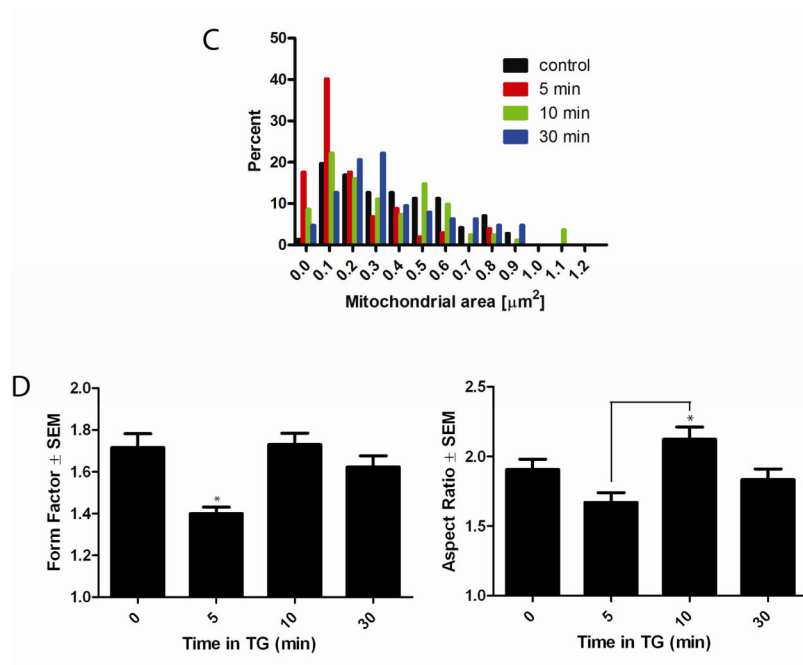 C
50
40
30
20
10
0
Percent
control
5 min
10 min
30 min
0.0 0.1 0.2 0.3 0.4 0.5 0.6 0.7 0.8 0.9 1.0 1.1 1.2
Mitochondrial area [μm²]
D
2.0
1.8
1.6
1.4
1.2
1.0
Form Factor ± SEM
*
0 5 10 30
Time in TG (min)
2.5
2.0
1.5
1.0
Aspect Ratio ± SEM
*
0 5 10 30
Time in TG (min)